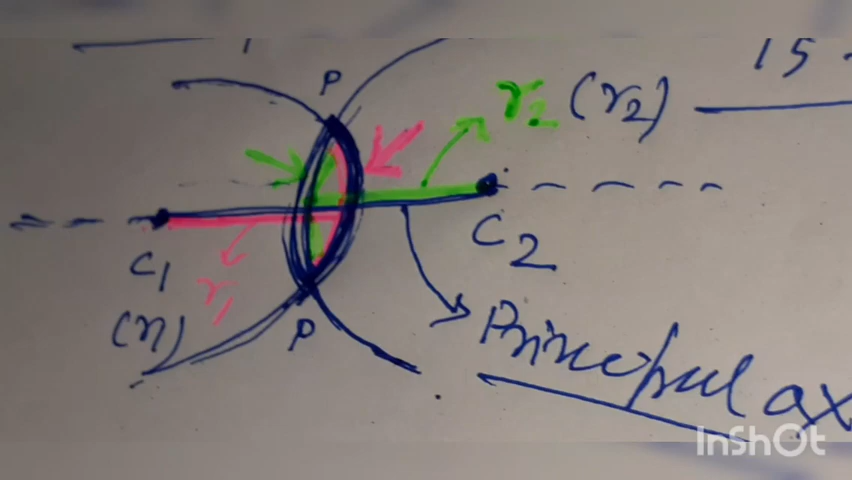 15
P
r2 (r2)
C1
C2
r1
(r1)
P
Principal ax
InShOt